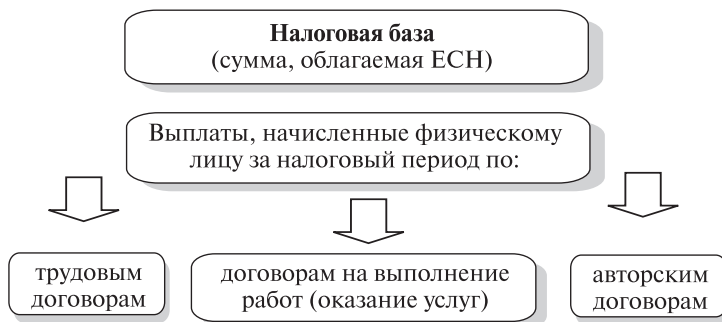 Налоговая база
(сумма, облагаемая ЕСН)
Выплаты, начисленные физическому
лицу за налоговый период по:
трудовым
договорам
договорам на выполнение
работ (оказание услуг)
авторским
договорам